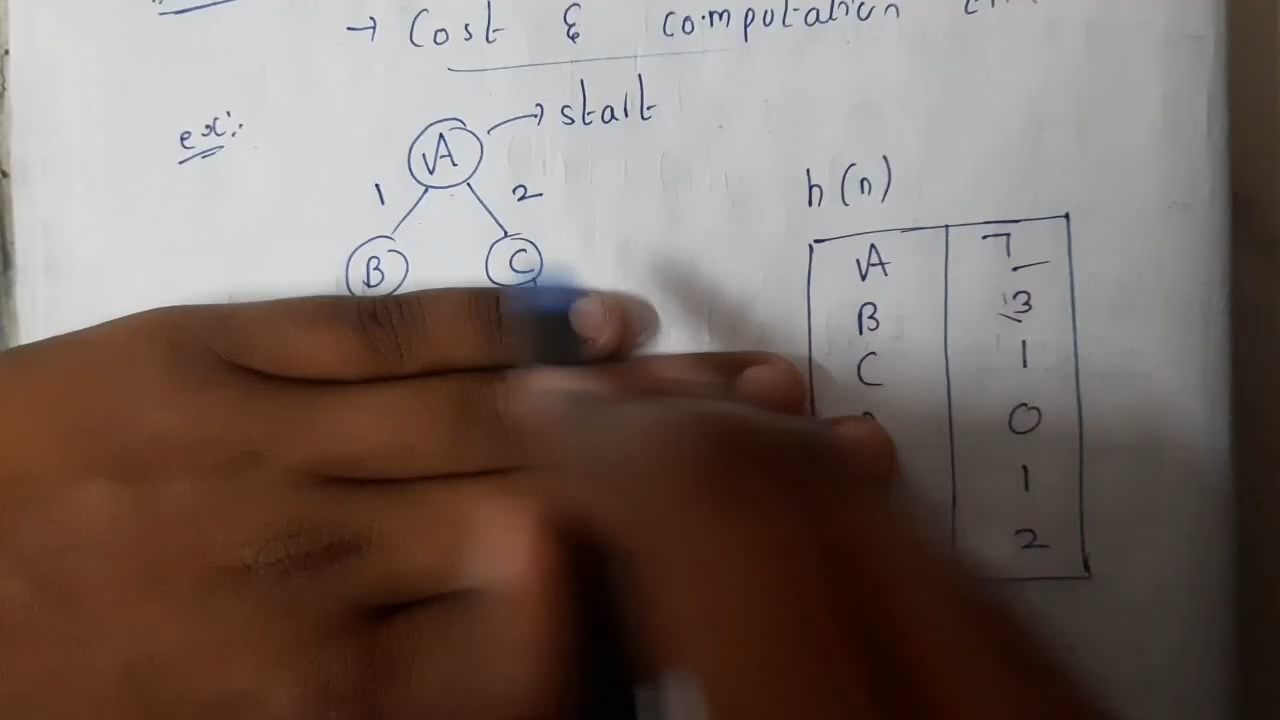 → Cost & computation
ex:
A → start
1 2
B C
h(n)
A 7
B 3
C 1
0
1
2